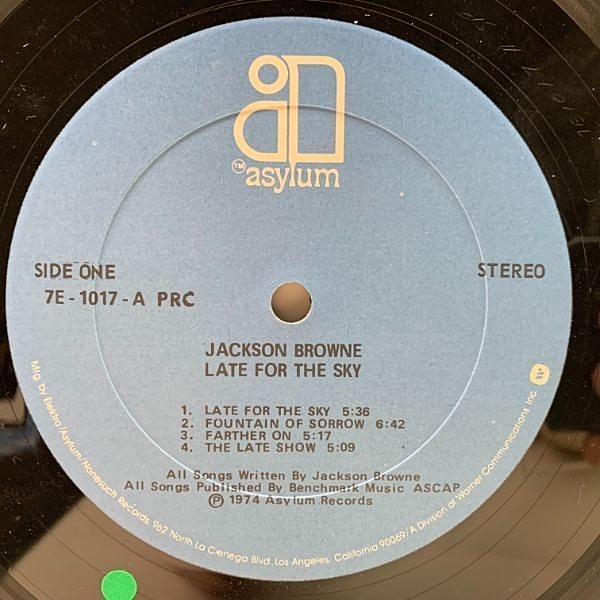 TM asylum
SIDE ONE
STEREO
7E-1017-A PRC
JACKSON BROWNE
LATE FOR THE SKY
1. LATE FOR THE SKY 5:36
2. FOUNTAIN OF SORROW 6:42
3. FARTHER ON 5:17
4. THE LATE SHOW 5:09
All Songs Written By Jackson Browne
All Songs Published By Benchmark Music ASCAP
Ⓟ 1974 Asylum Records
Mfg. by Elektra/Asylum/Nonesuch Records, 962 North La Cienega Blvd., Los Angeles, California 90069/A Division of Warner Communications Inc.